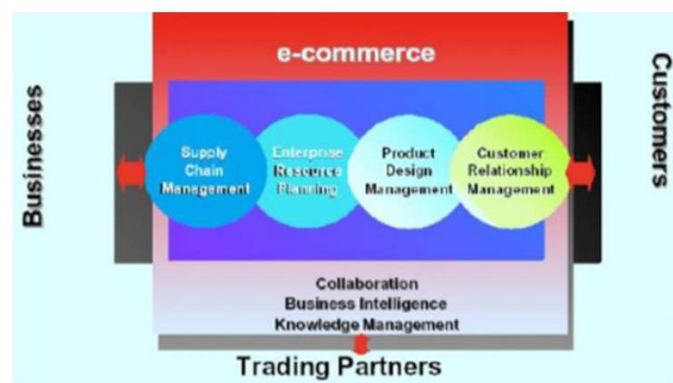 e-commerce
Businesses
Supply
Chain
Management
Enterprise
Resource
Planning
Product
Design
Management
Customer
Relationship
Management
Customers
Collaboration
Business Intelligence
Knowledge Management
Trading Partners